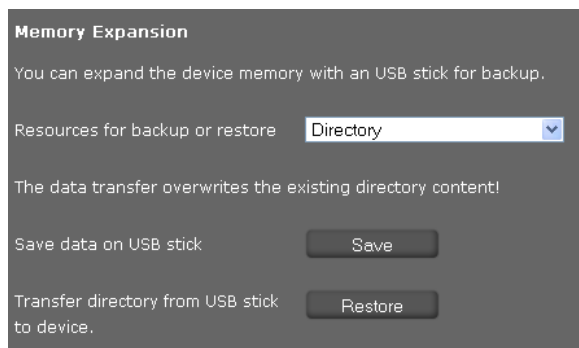 Memory Expansion
You can expand the device memory with an USB stick for backup.
Resources for backup or restore
Directory
The data transfer overwrites the existing directory content!
Save data on USB stick
Save
Transfer directory from USB stick
to device.
Restore